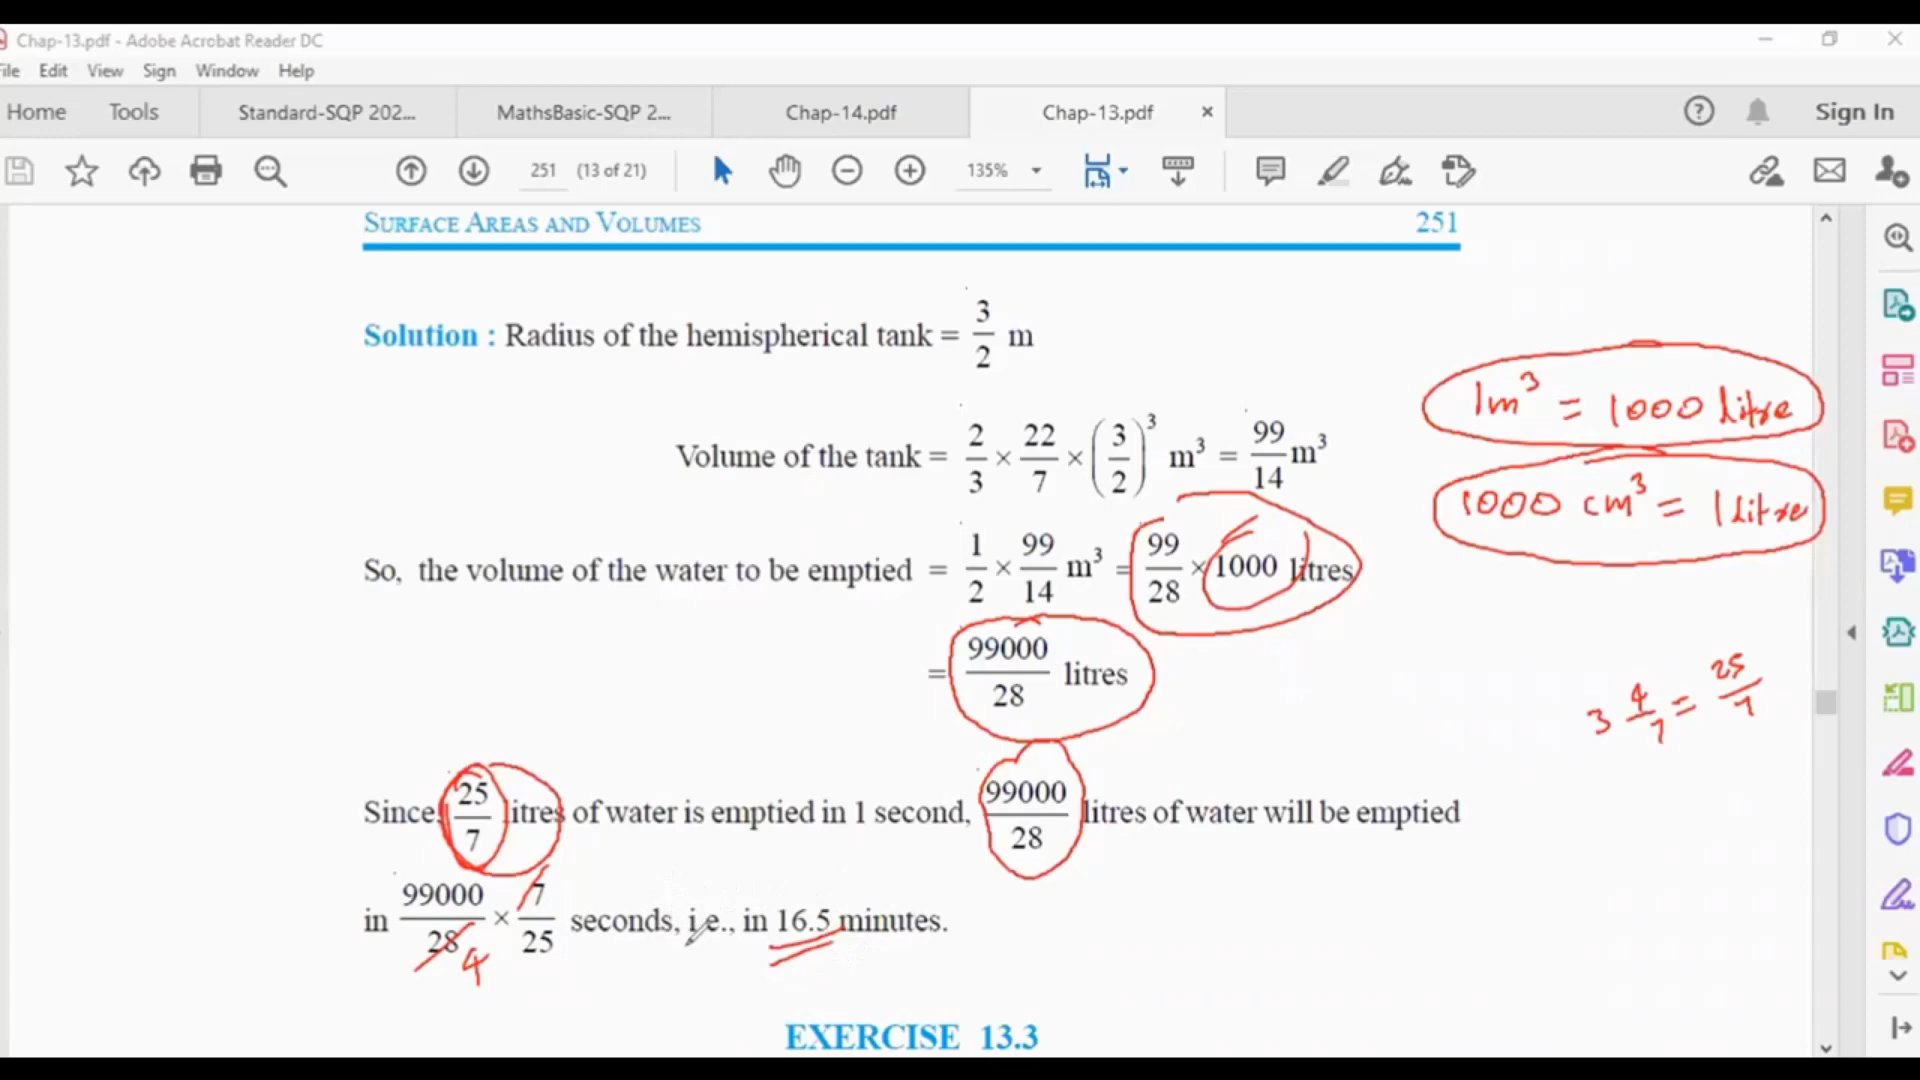 Chap-13.pdf - Adobe Acrobat Reader DC
File Edit View Sign Window Help
Home Tools Standard-SQP 202... MathsBasic-SQP 2... Chap-14.pdf Chap-13.pdf × ? Sign In
251 (13 of 21) 135%
SURFACE AREAS AND VOLUMES 251
Solution : Radius of the hemispherical tank = 3/2 m
1m³ = 1000 litre
Volume of the tank = 2/3 × 22/7 × (3/2)³ m³ = 99/14 m³
1000 cm³ = 1 litre
So, the volume of the water to be emptied = 1/2 × 99/14 m³ = 99/28 × 1000 litres
= 99000/28 litres
3 4/7 = 25/7
Since 25/7 litres of water is emptied in 1 second, 99000/28 litres of water will be emptied
in 99000/28 × 7/25 seconds, i.e., in 16.5 minutes.
4
EXERCISE 13.3